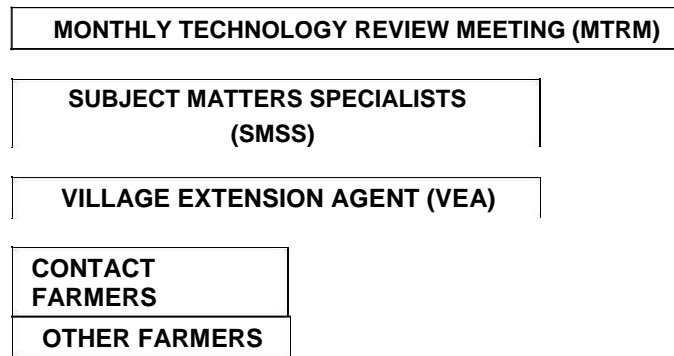 MONTHLY TECHNOLOGY REVIEW MEETING (MTRM)
SUBJECT MATTERS SPECIALISTS
(SMSS)
VILLAGE EXTENSION AGENT (VEA)
CONTACT
FARMERS
OTHER FARMERS